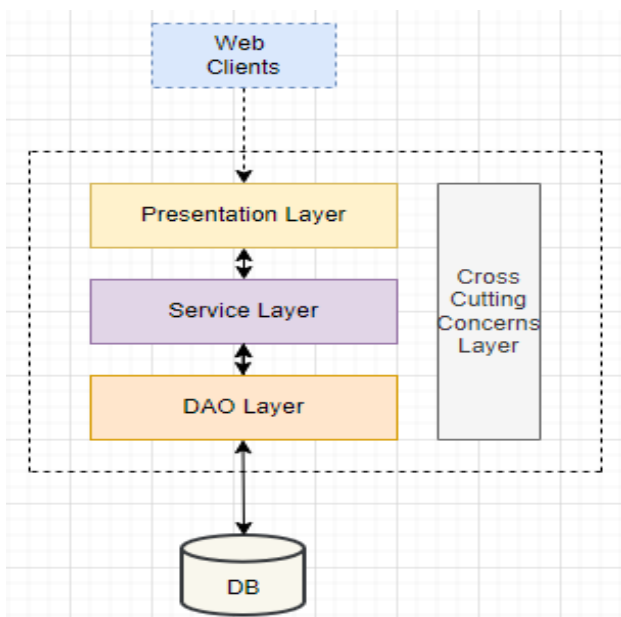 Web
Clients
Presentation Layer
Service Layer
DAO Layer
Cross
Cutting
Concerns
Layer
DB